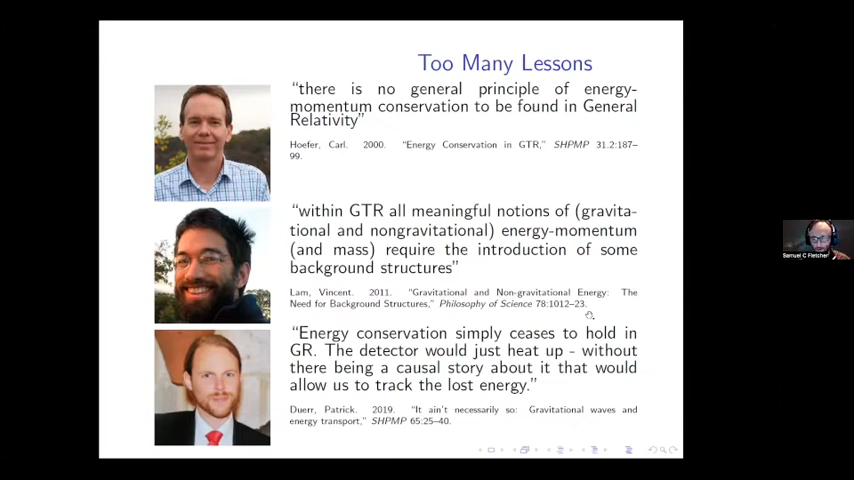 Too Many Lessons
“there is no general principle of energy-
momentum conservation to be found in General
Relativity”
Hoefer, Carl. 2000. “Energy Conservation in GTR,” SHPMP 31.2:187–
99.
“within GTR all meaningful notions of (gravita-
tional and nongravitational) energy-momentum
(and mass) require the introduction of some
background structures”
Lam, Vincent. 2011. “Gravitational and Non-gravitational Energy: The
Need for Background Structures,” Philosophy of Science 78:1012–23.
“Energy conservation simply ceases to hold in
GR. The detector would just heat up - without
there being a causal story about it that would
allow us to track the lost energy.”
Duerr, Patrick. 2019. “It ain’t necessarily so: Gravitational waves and
energy transport,” SHPMP 65:25–40.
Samuel C Fletcher